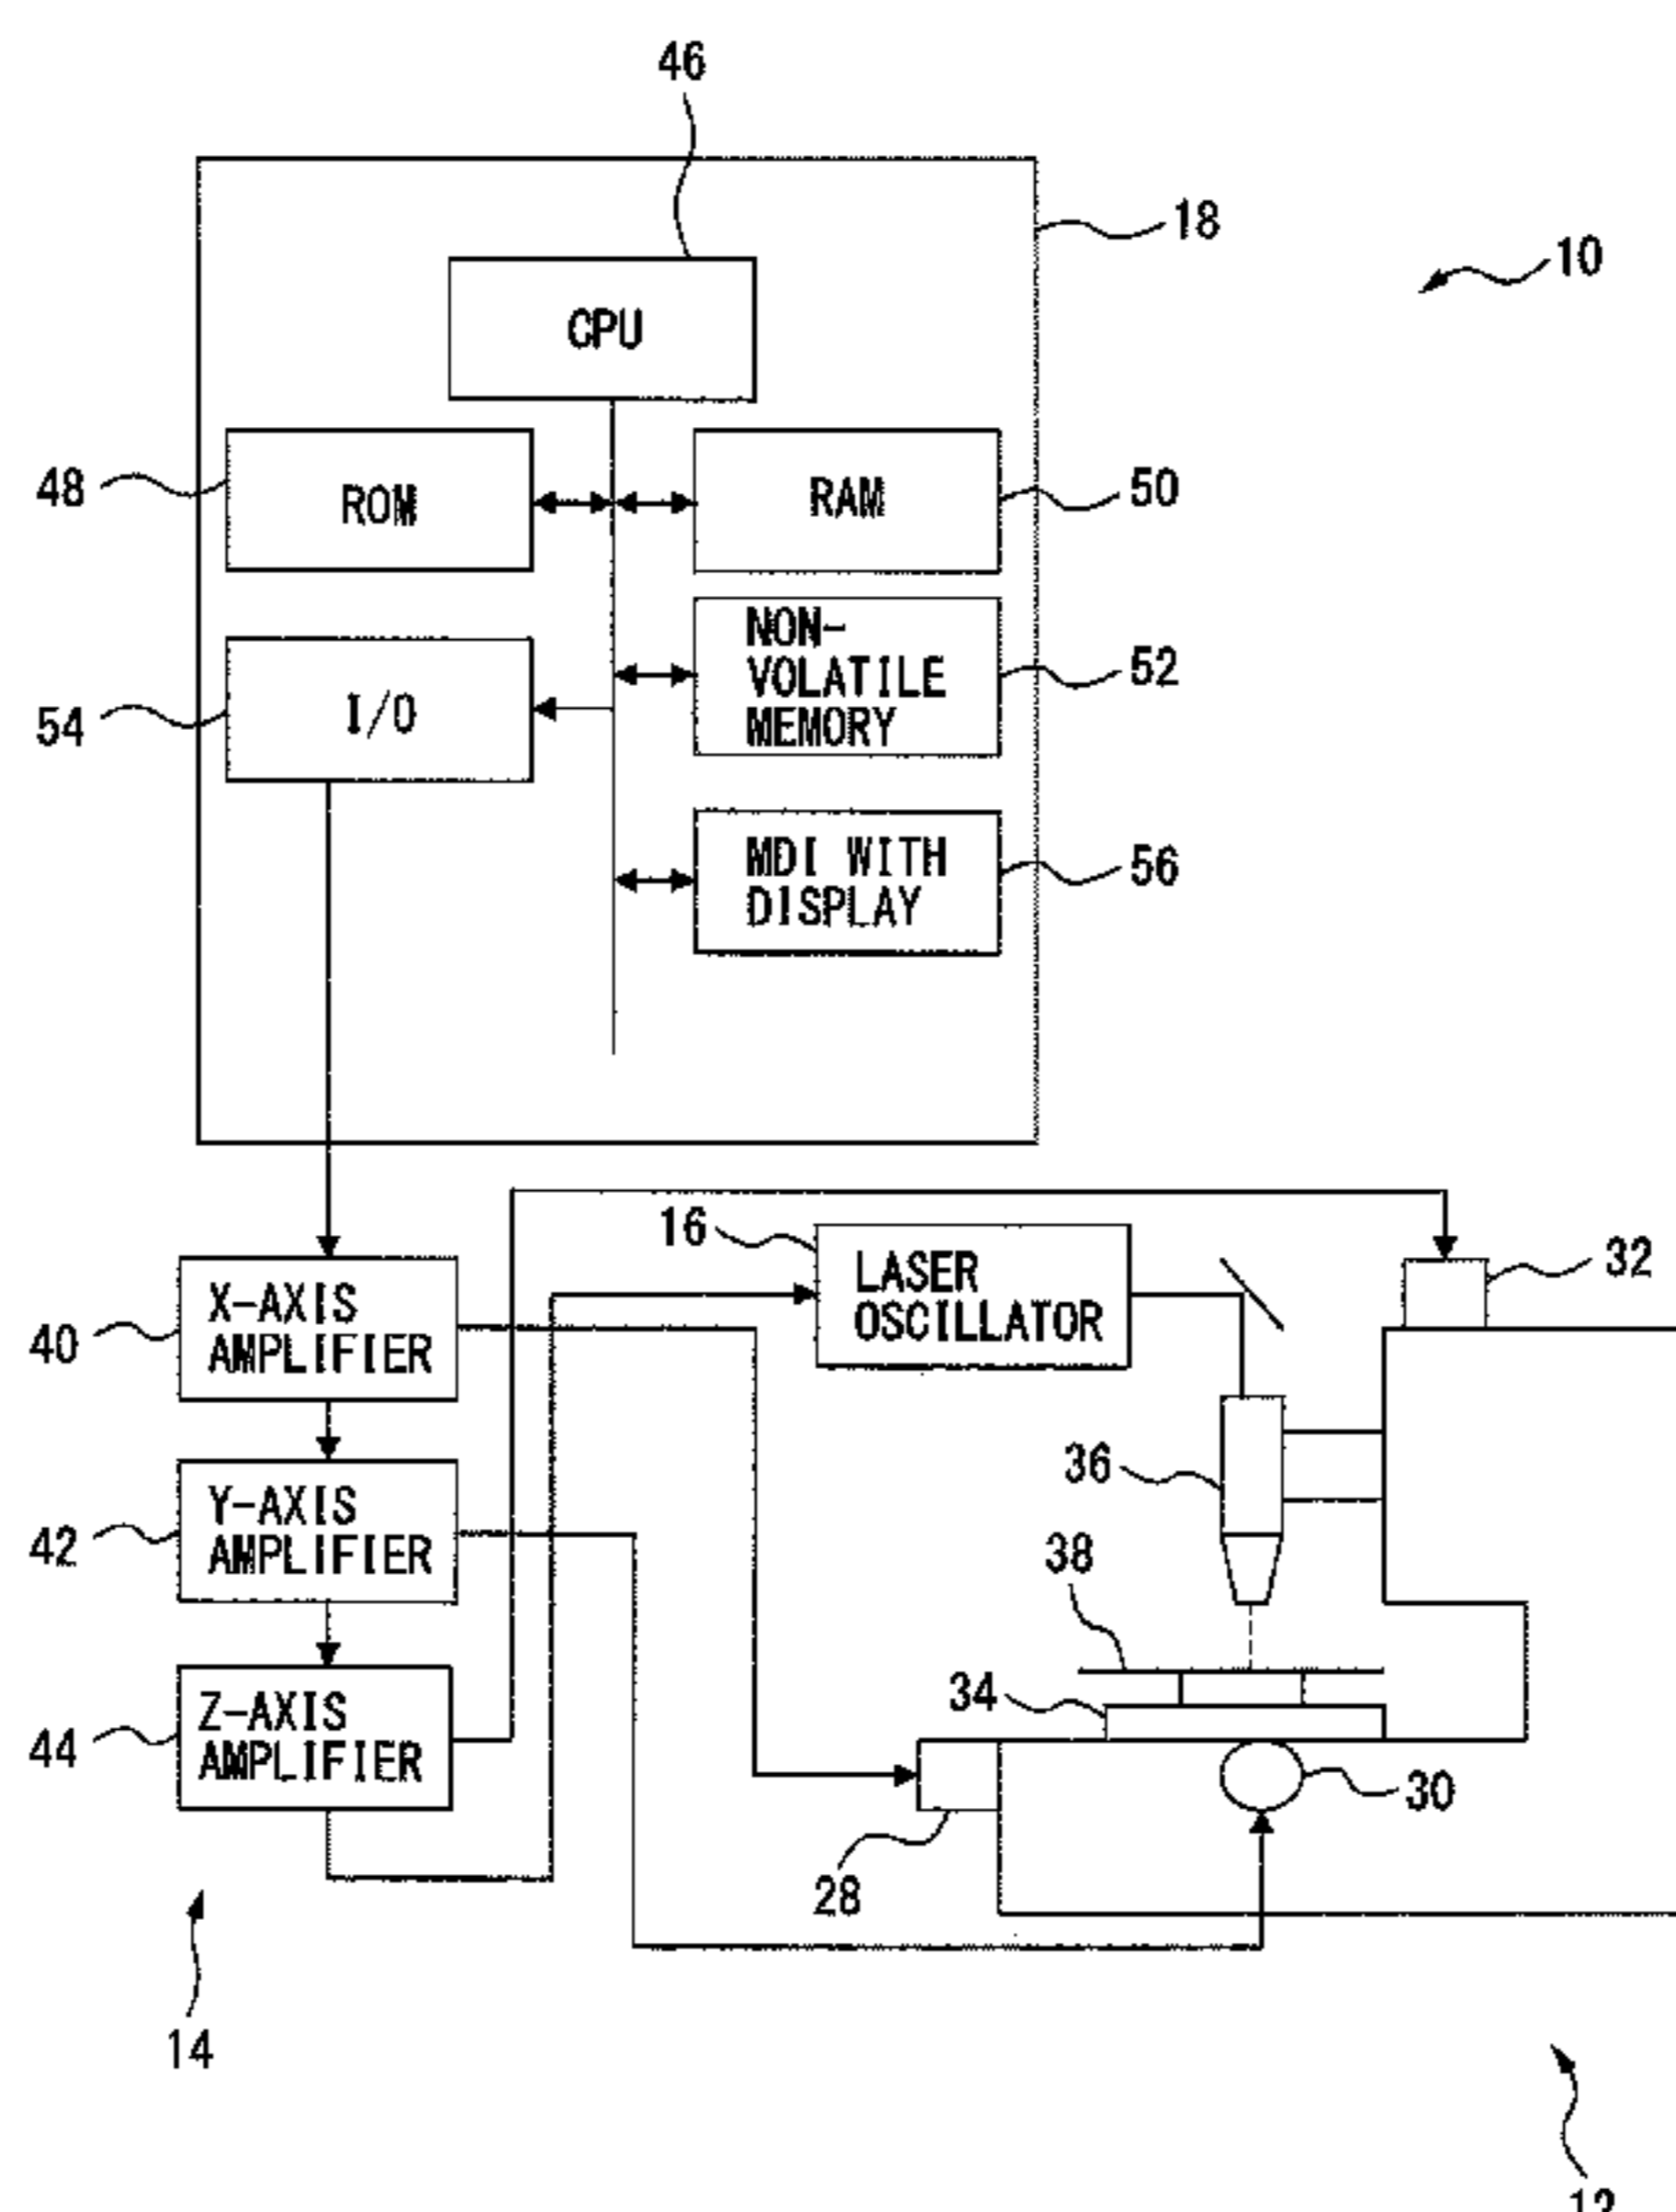 46
18
10
CPU
48
ROM
RAM
50
NON-
VOLATILE
MEMORY
52
54
I/O
MDI WITH
DISPLAY
56
16
LASER
OSCILLATOR
32
40
X-AXIS
AMPLIFIER
36
42
Y-AXIS
AMPLIFIER
38
34
44
Z-AXIS
AMPLIFIER
30
28
14
12